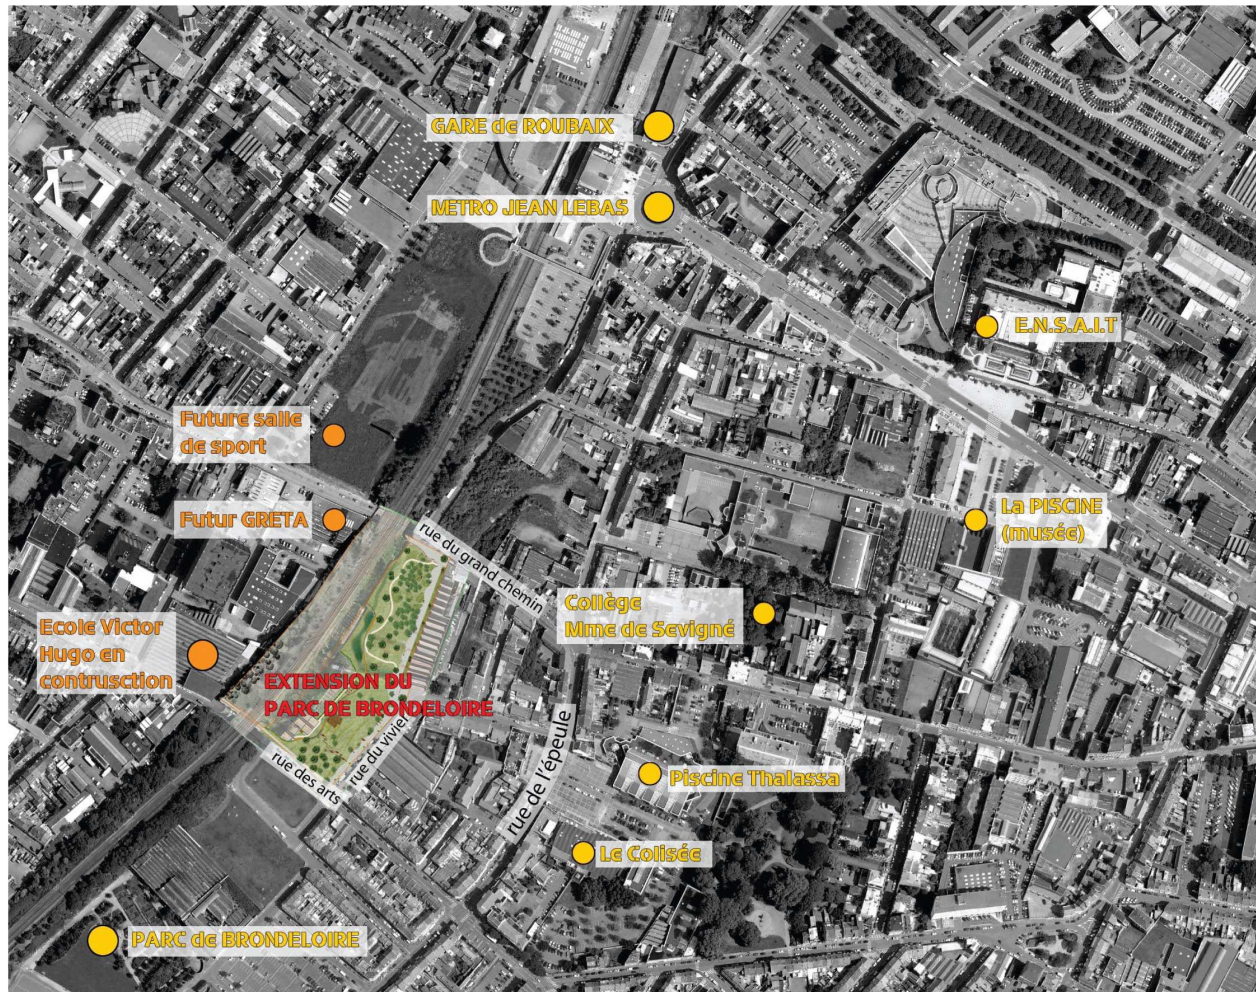 GARE de ROUBAIX
METRO JEAN LEBAS
E.N.S.A.I.T
Future salle
de sport
Futur GRETA
La PISCINE
(musée)
rue du grand chemin
Collège
Mme de Sevigné
Ecole Victor
Hugo en
contrusction
EXTENSION DU
PARC DE BRONDELOIRE
rue du vivier
rue des arts
rue de l'épeule
Piscine Thalassa
Le Colisée
PARC de BRONDELOIRE